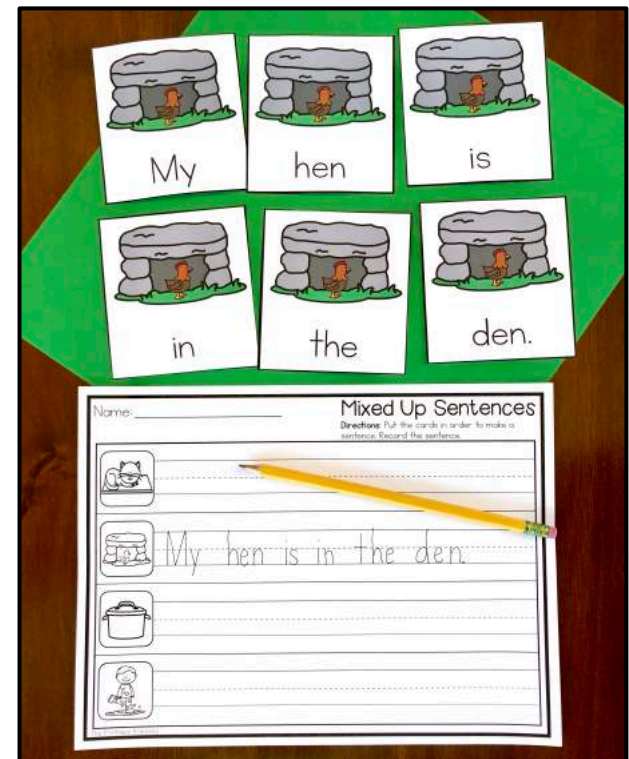 My
hen
is
in
the
den.
Name:
Mixed Up Sentences
Directions: Put the cards in order to make a
sentence. Record the sentence.
My hen is in the den.